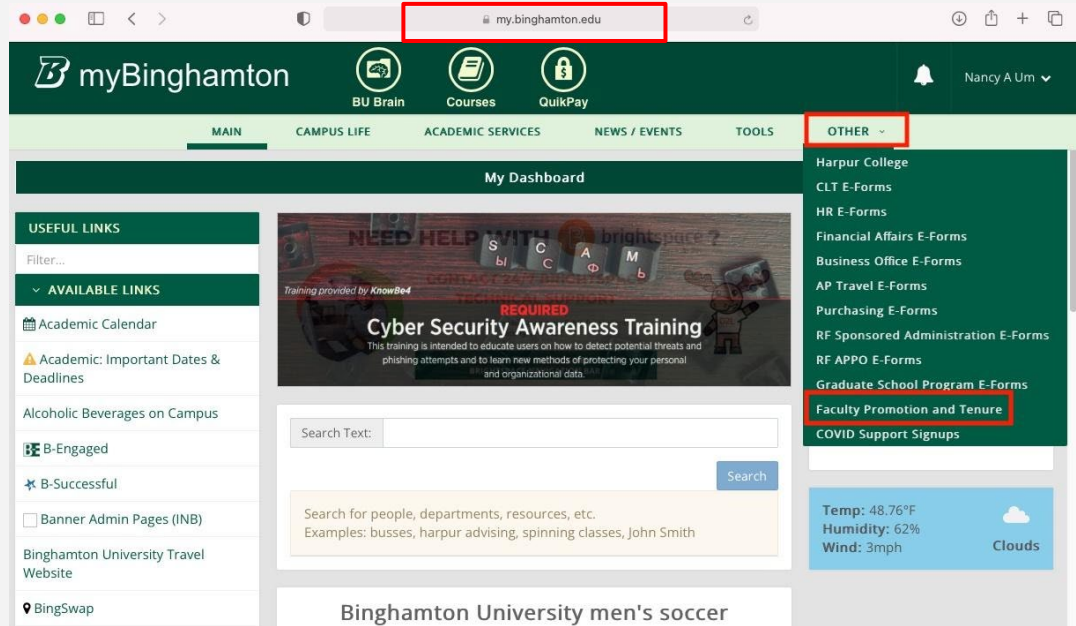 my.binghamton.edu
B myBinghamton
BU Brain
Courses
QuikPay
Nancy A Um
MAIN
CAMPUS LIFE
ACADEMIC SERVICES
NEWS / EVENTS
TOOLS
OTHER
Harpur College
CLT E-Forms
HR E-Forms
Financial Affairs E-Forms
Business Office E-Forms
AP Travel E-Forms
Purchasing E-Forms
RF Sponsored Administration E-Forms
RF APPO E-Forms
Graduate School Program E-Forms
Faculty Promotion and Tenure
COVID Support Signups
My Dashboard
USEFUL LINKS
Filter...
AVAILABLE LINKS
Academic Calendar
Academic: Important Dates &
Deadlines
Alcoholic Beverages on Campus
B-Engaged
B-Successful
Banner Admin Pages (INB)
Binghamton University Travel
Website
BingSwap
NEED HELP WITH brightspace?
S C A M
Ы С Ф Ь
Training provided by KnowBe4
TECHNICAL SUPPORT
REQUIRED
Cyber Security Awareness Training
This training is intended to educate users on how to detect potential threats and
phishing attempts and to learn new methods of protecting your personal
and organizational data.
Search Text:
Search
Search for people, departments, resources, etc.
Examples: busses, harpur advising, spinning classes, John Smith
Temp: 48.76°F
Humidity: 62%
Wind: 3mph
Clouds
Binghamton University men's soccer